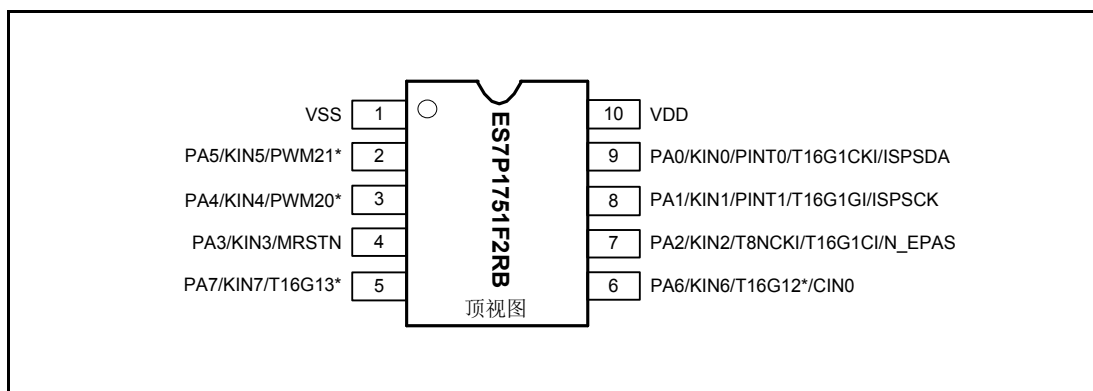 VSS 1
PA5/KIN5/PWM21* 2
PA4/KIN4/PWM20* 3
PA3/KIN3/MRSTN 4
PA7/KIN7/T16G13* 5
ES7P1751F2RB
顶视图
10 VDD
9 PA0/KIN0/PINT0/T16G1CKI/ISPSDA
8 PA1/KIN1/PINT1/T16G1GI/ISPSCK
7 PA2/KIN2/T8NCKI/T16G1CI/N_EPAS
6 PA6/KIN6/T16G12*/CIN0